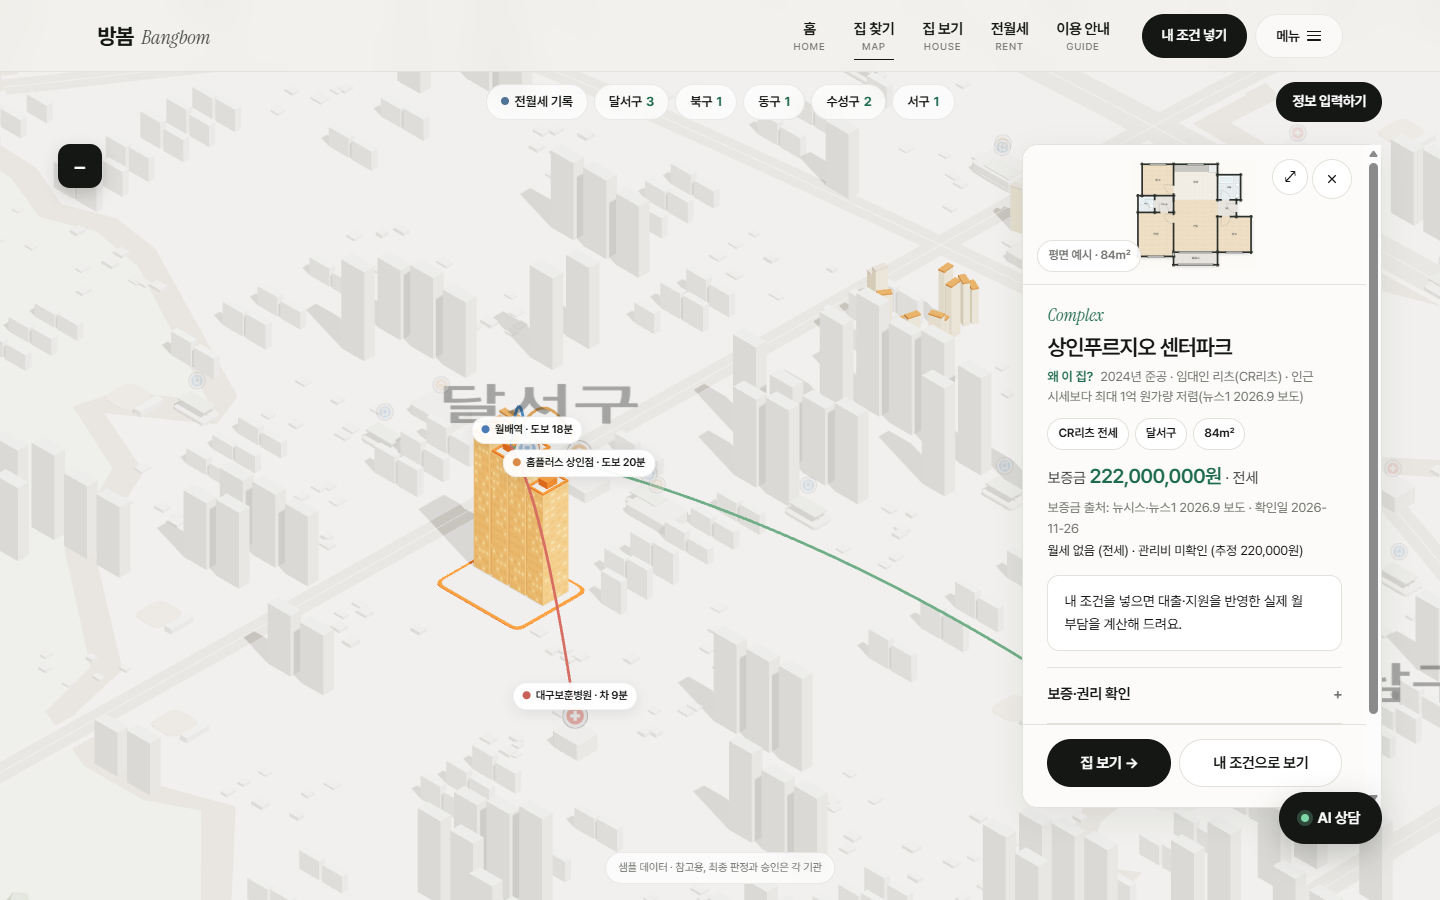 방봄 Bangbom
홈
HOME
집 찾기
MAP
집 보기
HOUSE
전월세
RENT
이용 안내
GUIDE
내 조건 넣기
메뉴
전월세 기록
달서구 3
북구 1
동구 1
수성구 2
서구 1
정보 입력하기
–
평면 예시 · 84m²
×
Complex
상인푸르지오 센터파크
왜 이 집? 2024년 준공 · 임대인 리츠(CR리츠) · 인근
시세보다 최대 1억 원가량 저렴(뉴스1 2026.9 보도)
CR리츠 전세
달서구
84m²
보증금 222,000,000원 · 전세
보증금 출처: 뉴시스·뉴스1 2026.9 보도 · 확인일 2026-
11-26
월세 없음 (전세) · 관리비 미확인 (추정 220,000원)
내 조건을 넣으면 대출·지원을 반영한 실제 월
부담을 계산해 드려요.
보증·권리 확인
+
집 보기 →
내 조건으로 보기
AI 상담
달서구
월배역 · 도보 18분
홈플러스 상인점 · 도보 20분
대구보훈병원 · 차 9분
샘플 데이터 · 참고용, 최종 판정과 승인은 각 기관